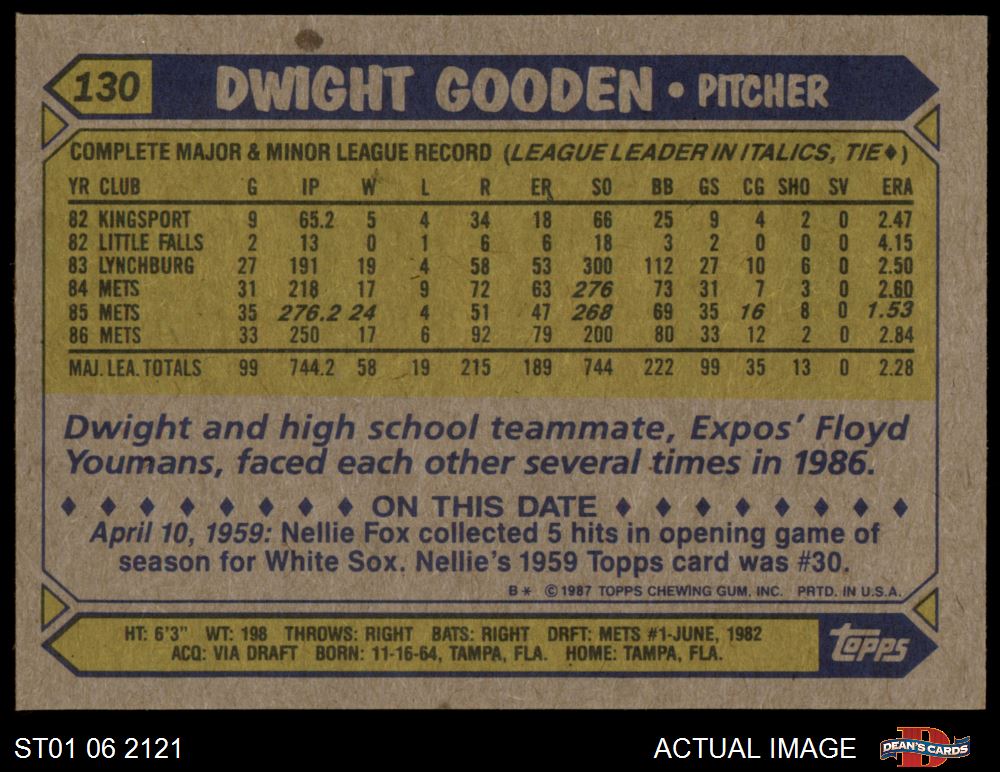 130 DWIGHT GOODEN • PITCHER
COMPLETE MAJOR & MINOR LEAGUE RECORD (LEAGUE LEADER IN ITALICS, TIE♦)
YR CLUB G IP W L R ER SO BB GS CG SHO SV ERA
82 KINGSPORT 9 65.2 5 4 34 18 66 25 9 4 2 0 2.47
82 LITTLE FALLS 2 13 0 1 6 6 18 3 2 0 0 0 4.15
83 LYNCHBURG 27 191 19 4 58 53 300 112 27 10 6 0 2.50
84 METS 31 218 17 9 72 63 276 73 31 7 3 0 2.60
85 METS 35 276.2 24 4 51 47 268 69 35 16 8 0 1.53
86 METS 33 250 17 6 92 79 200 80 33 12 2 0 2.84
MAJ. LEA. TOTALS 99 744.2 58 19 215 189 744 222 99 35 13 0 2.28
Dwight and high school teammate, Expos' Floyd
Youmans, faced each other several times in 1986.
♦ ♦ ♦ ♦ ♦ ♦ ♦ ♦ ON THIS DATE ♦ ♦ ♦ ♦ ♦ ♦ ♦ ♦
April 10, 1959: Nellie Fox collected 5 hits in opening game of
season for White Sox. Nellie's 1959 Topps card was #30.
B* ©1987 TOPPS CHEWING GUM, INC. PRTD. IN U.S.A.
HT: 6'3" WT: 198 THROWS: RIGHT BATS: RIGHT DRFT: METS #1-JUNE, 1982
ACQ: VIA DRAFT BORN: 11-16-64, TAMPA, FLA. HOME: TAMPA, FLA.
topps
ST01 06 2121 ACTUAL IMAGE DEAN'S CARDS